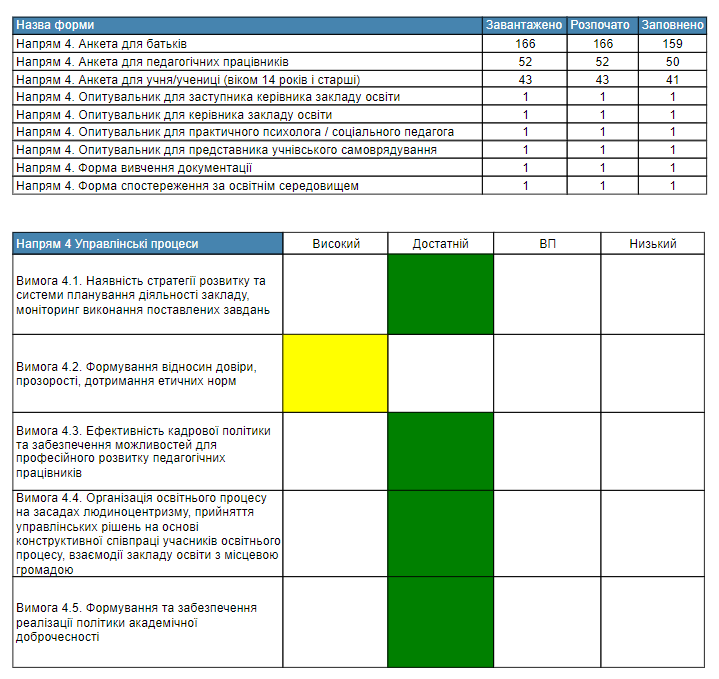 Назва форми Завантажено Розпочато Заповнено
Напрям 4. Анкета для батьків 166 166 159
Напрям 4. Анкета для педагогічних працівників 52 52 50
Напрям 4. Анкета для учня/учениці (віком 14 років і старші) 43 43 41
Напрям 4. Опитувальник для заступника керівника закладу освіти 1 1 1
Напрям 4. Опитувальник для керівника закладу освіти 1 1 1
Напрям 4. Опитувальник для практичного психолога / соціального педагога 1 1 1
Напрям 4. Опитувальник для представника учнівського самоврядування 1 1 1
Напрям 4. Форма вивчення документації 1 1 1
Напрям 4. Форма спостереження за освітнім середовищем 1 1 1
Напрям 4 Управлінські процеси Високий Достатній ВП Низький
Вимога 4.1. Наявність стратегії розвитку та
системи планування діяльності закладу,
моніторинг виконання поставлених завдань
Вимога 4.2. Формування відносин довіри,
прозорості, дотримання етичних норм
Вимога 4.3. Ефективність кадрової політики
та забезпечення можливостей для
професійного розвитку педагогічних
працівників
Вимога 4.4. Організація освітнього процесу
на засадах людиноцентризму, прийняття
управлінських рішень на основі
конструктивної співпраці учасників освітнього
процесу, взаємодії закладу освіти з місцевою
громадою
Вимога 4.5. Формування та забезпечення
реалізації політики академічної
доброчесності